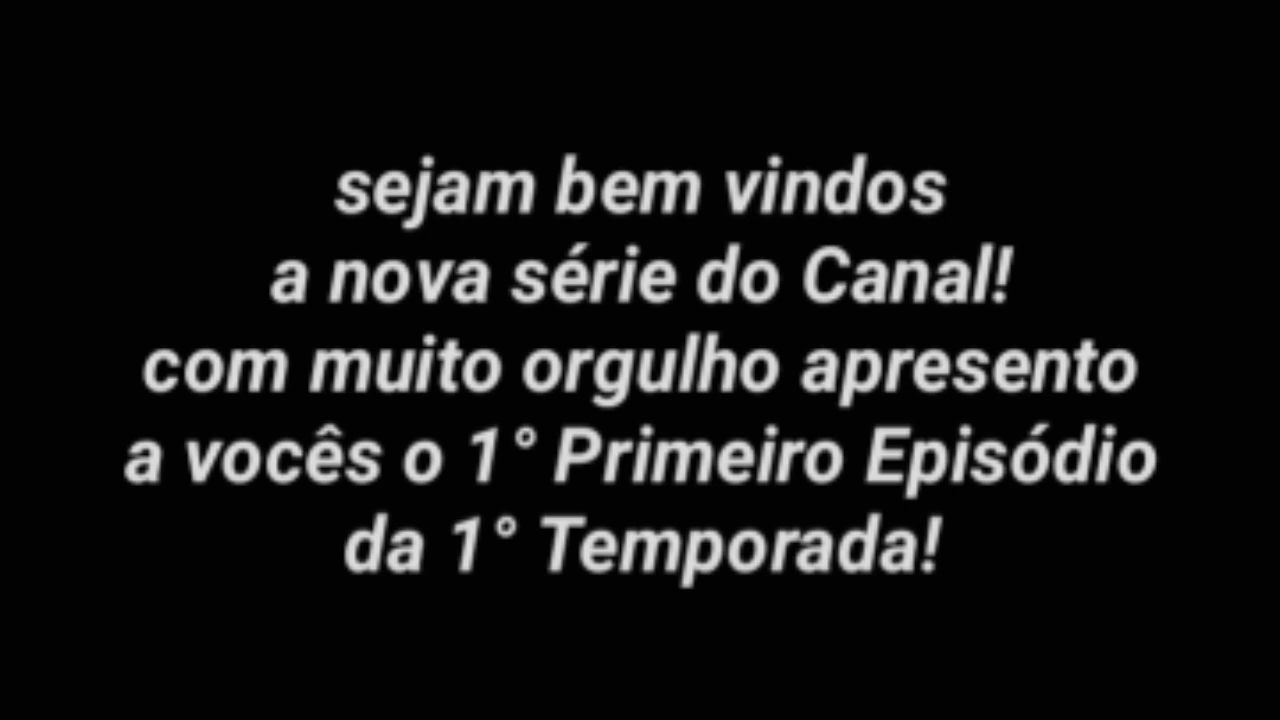 sejam bem vindos
a nova série do Canal!
com muito orgulho apresento
a vocês o 1° Primeiro Episódio
da 1° Temporada!